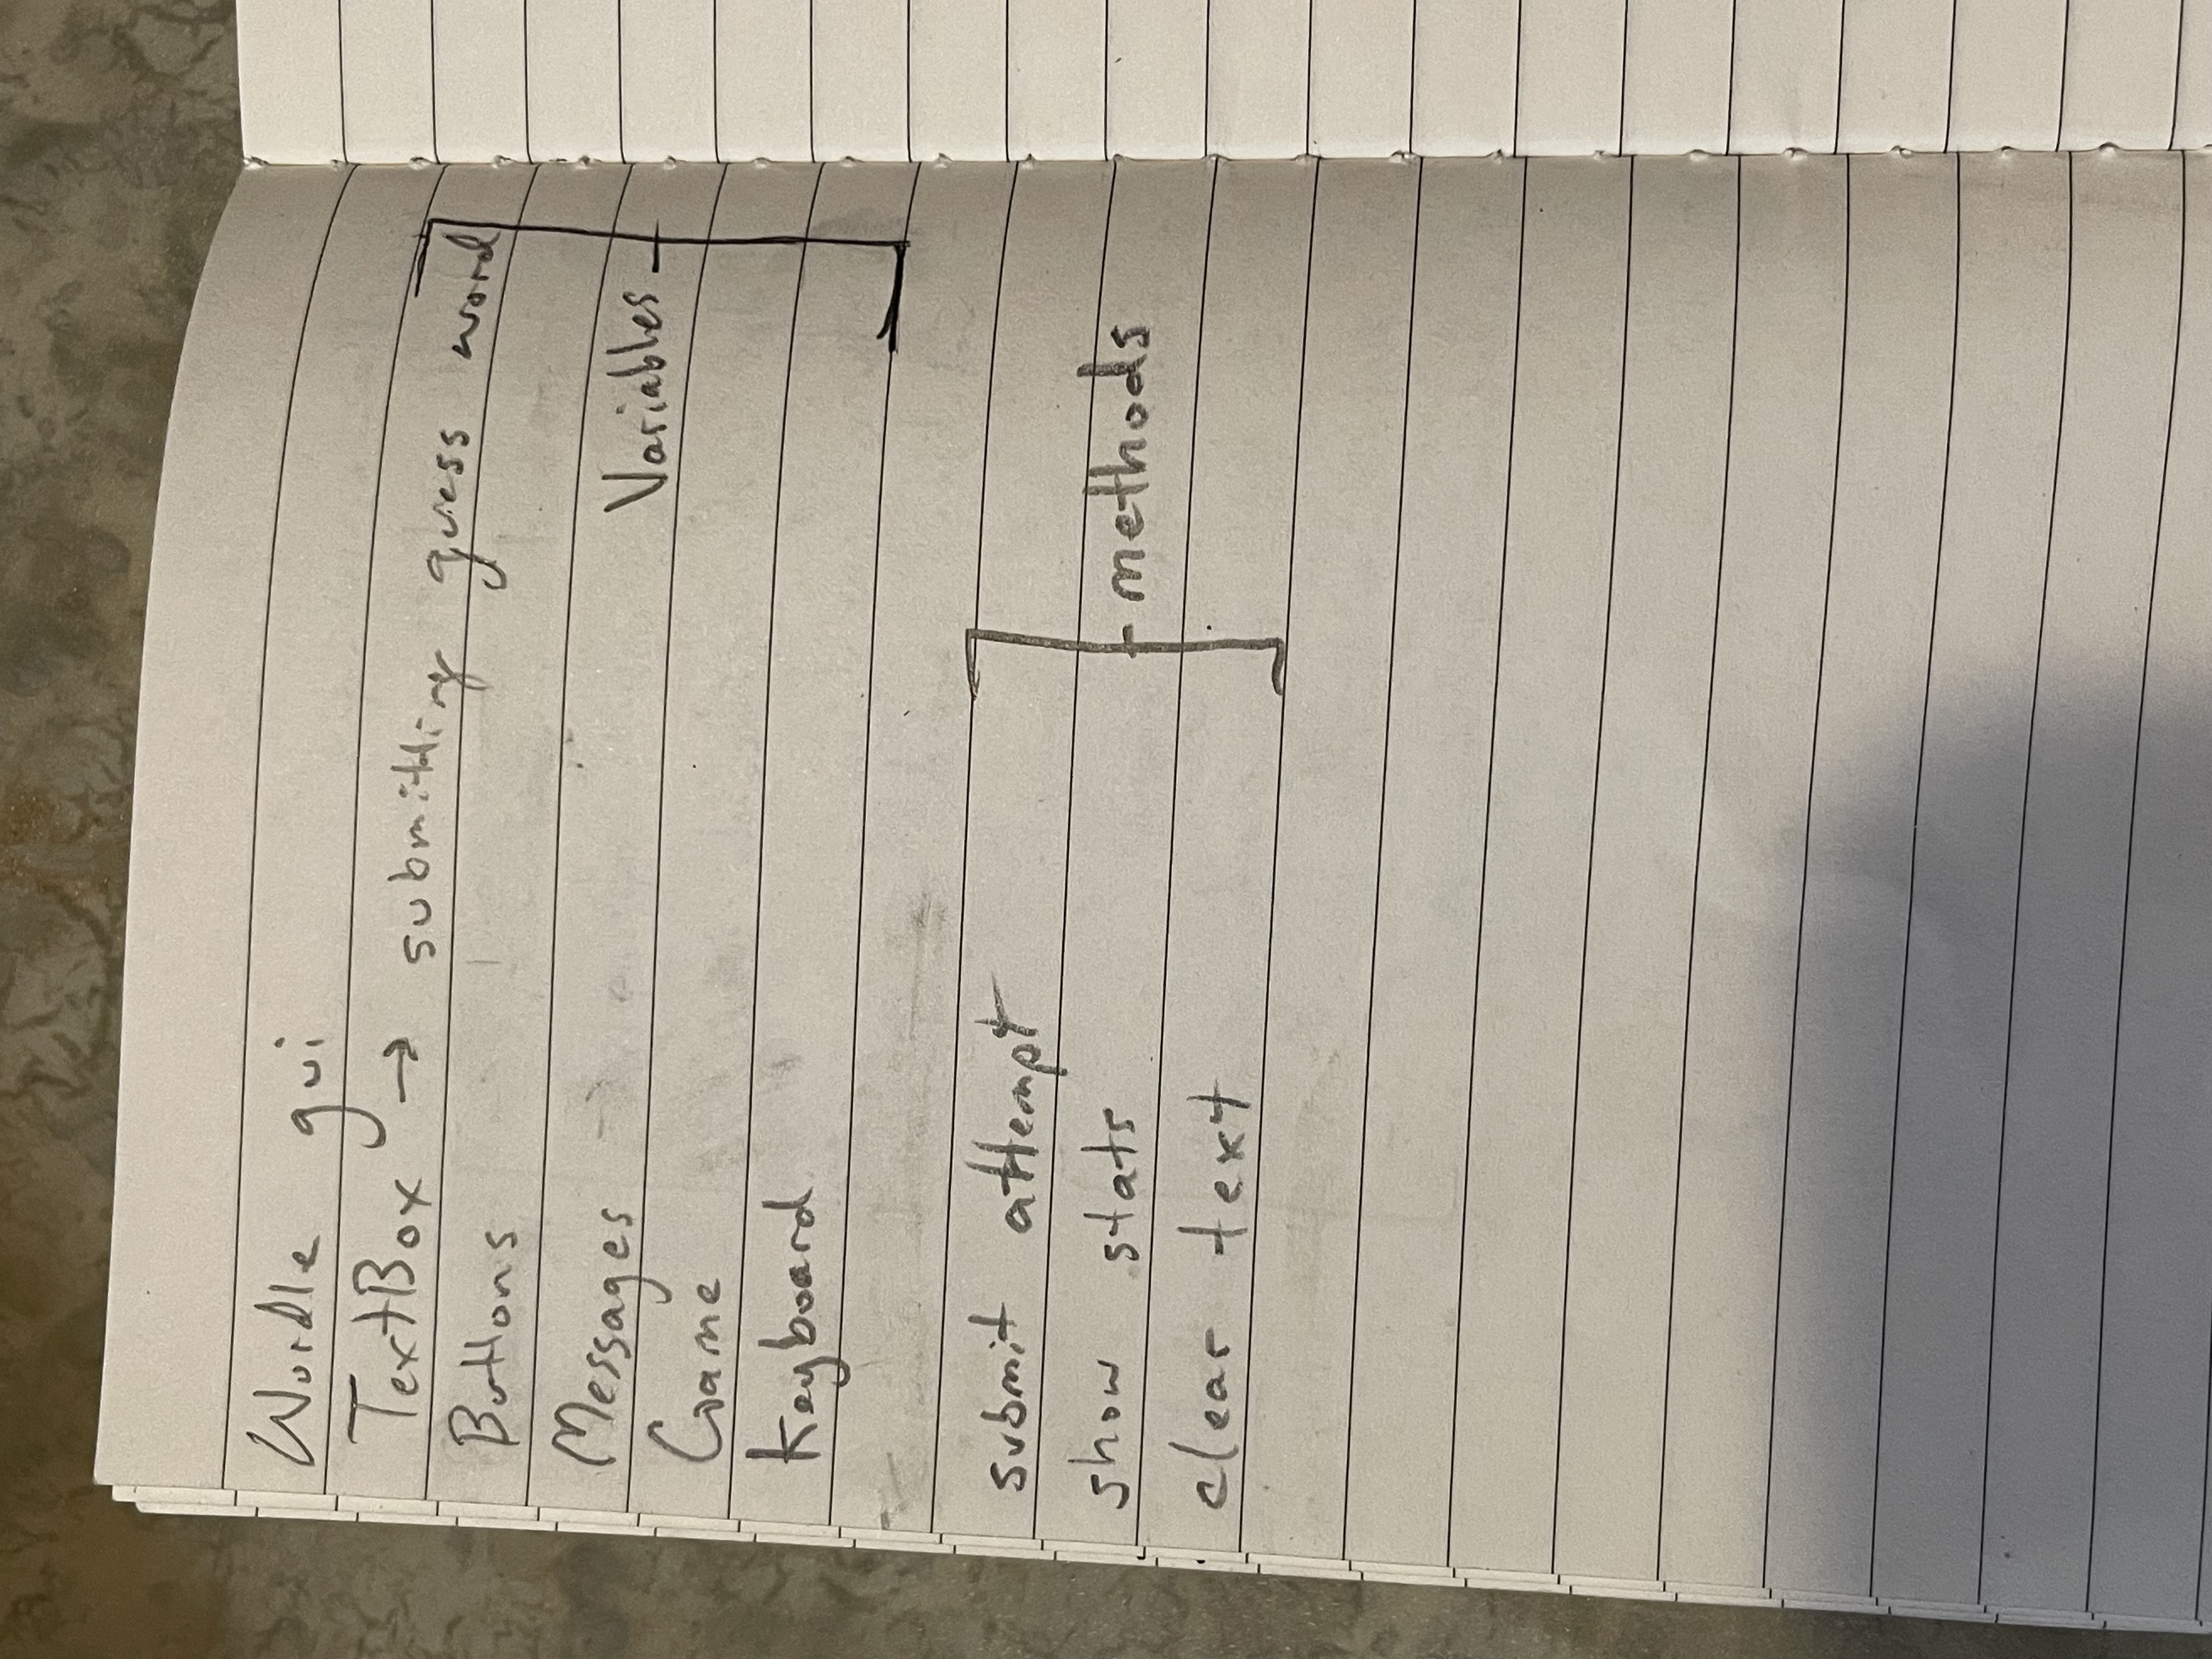 Wordle gui
TextBox → submitting guess word
Buttons
Messages
Variables
Game
Keyboard
submit attempt
show stats
methods
clear text